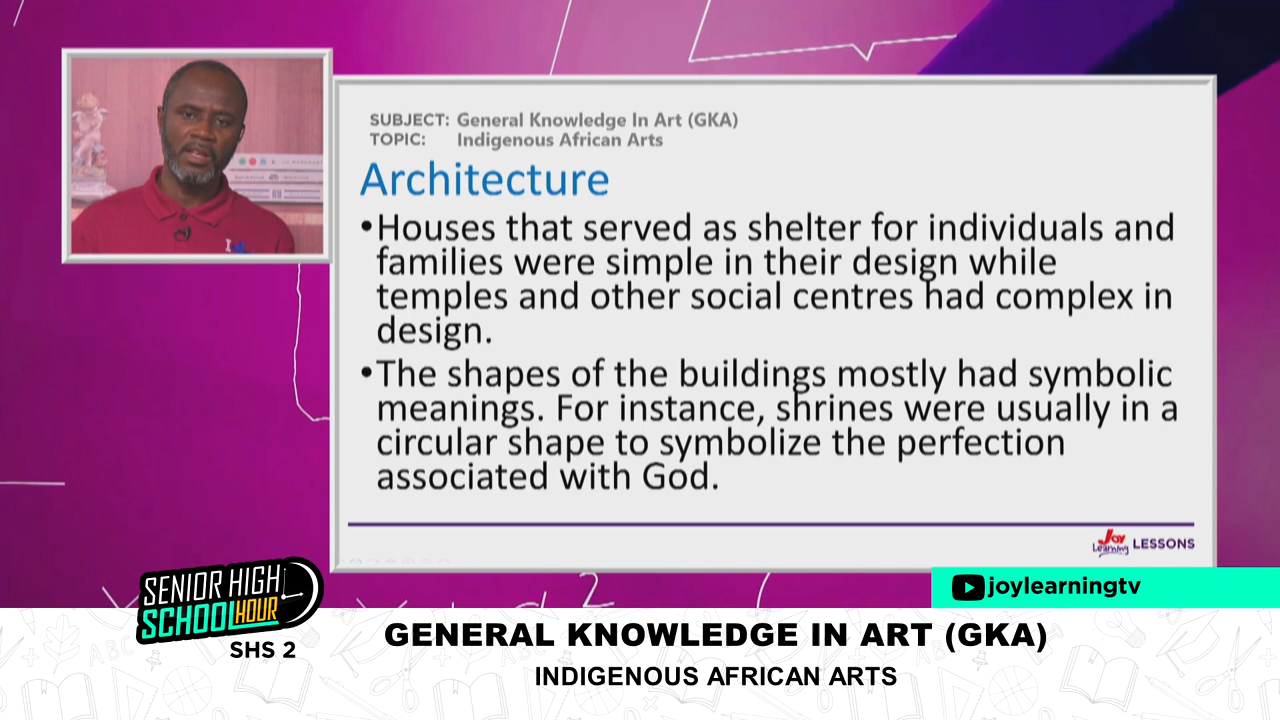 SUBJECT: General Knowledge In Art (GKA)
TOPIC: Indigenous African Arts
Architecture
•Houses that served as shelter for individuals and
families were simple in their design while
temples and other social centres had complex in
design.
•The shapes of the buildings mostly had symbolic
meanings. For instance, shrines were usually in a
circular shape to symbolize the perfection
associated with God.
Joy Learning LESSONS
joylearningtv
SENIOR HIGH
SCHOOL HOUR
SHS 2
GENERAL KNOWLEDGE IN ART (GKA)
INDIGENOUS AFRICAN ARTS